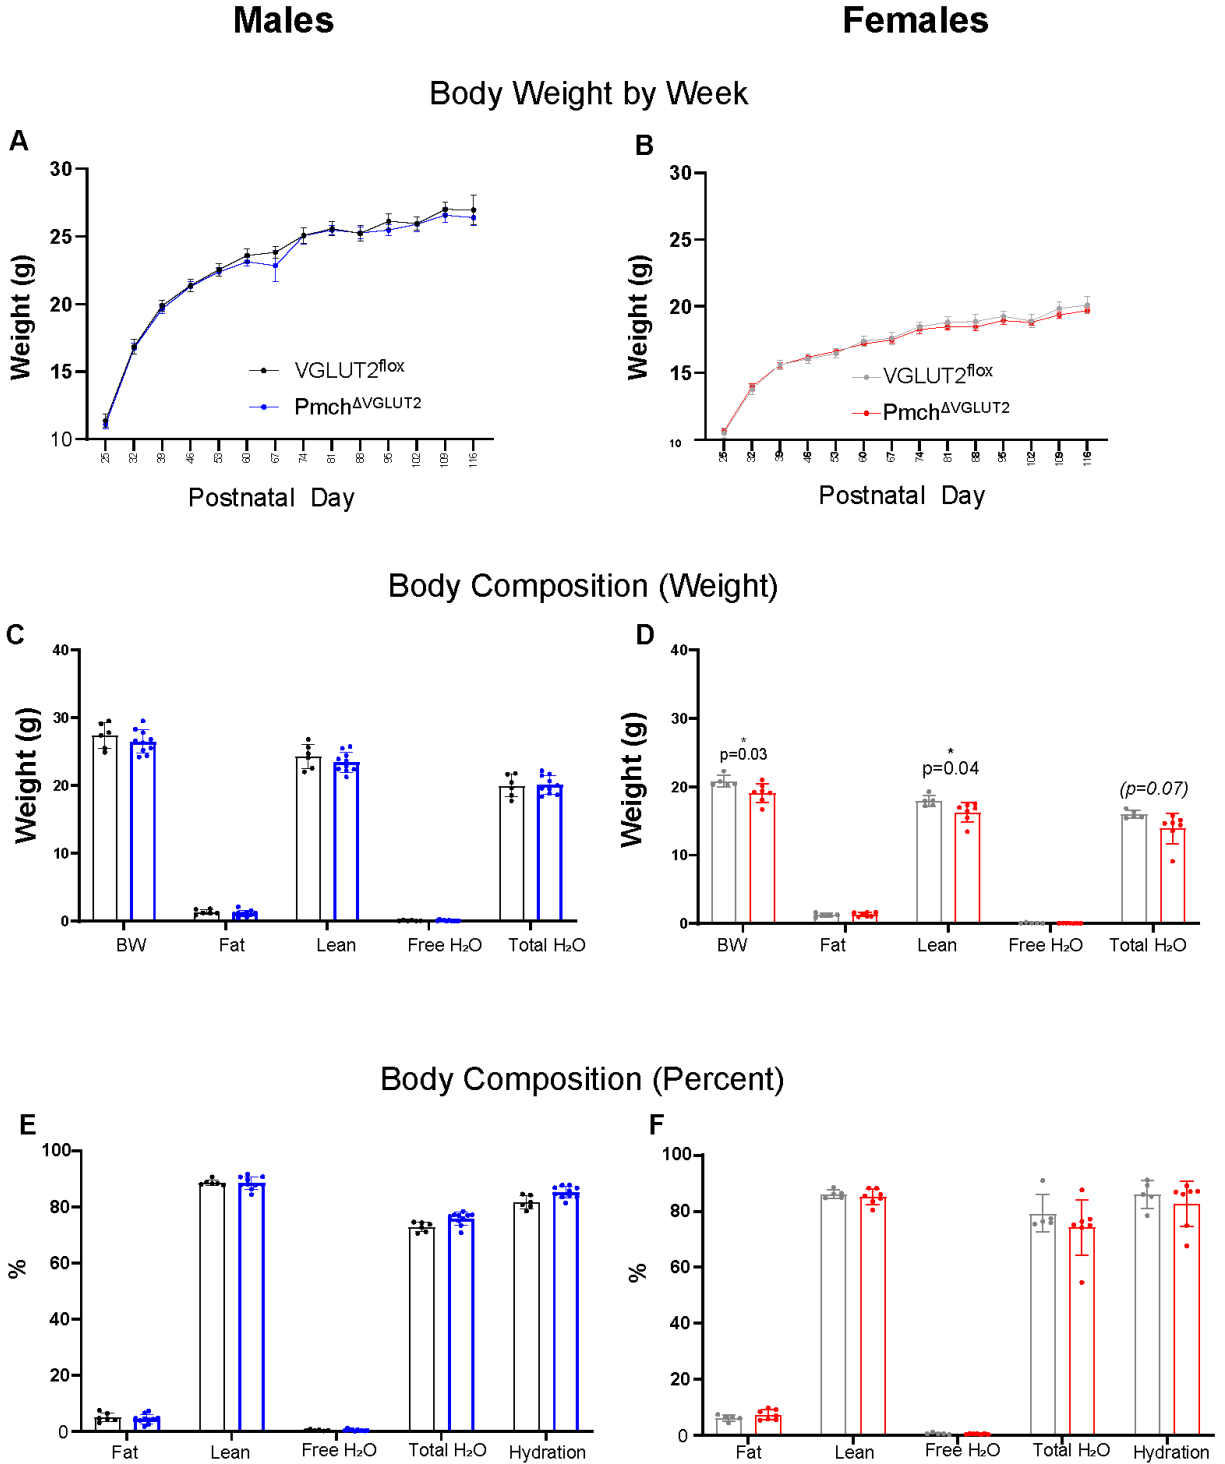 Males Females
Body Weight by Week
A
B
Weight (g)
30
25
20
15
10
VGLUT2flox
PmchΔVGLUT2
25 32 39 46 53 60 67 74 81 88 95 102 109 116
Postnatal Day
Weight (g)
30
25
20
15
10
VGLUT2flox
PmchΔVGLUT2
25 32 39 46 53 60 67 74 81 88 95 102 109 116
Postnatal Day
Body Composition (Weight)
C
D
Weight (g)
40
30
20
10
0
BW Fat Lean Free H₂O Total H₂O
Weight (g)
40
30
20
10
0
*
p=0.03
*
p=0.04
(p=0.07)
BW Fat Lean Free H₂O Total H₂O
Body Composition (Percent)
E
F
%
100
80
60
40
20
0
Fat Lean Free H₂O Total H₂O Hydration
%
100
80
60
40
20
0
Fat Lean Free H₂O Total H₂O Hydration